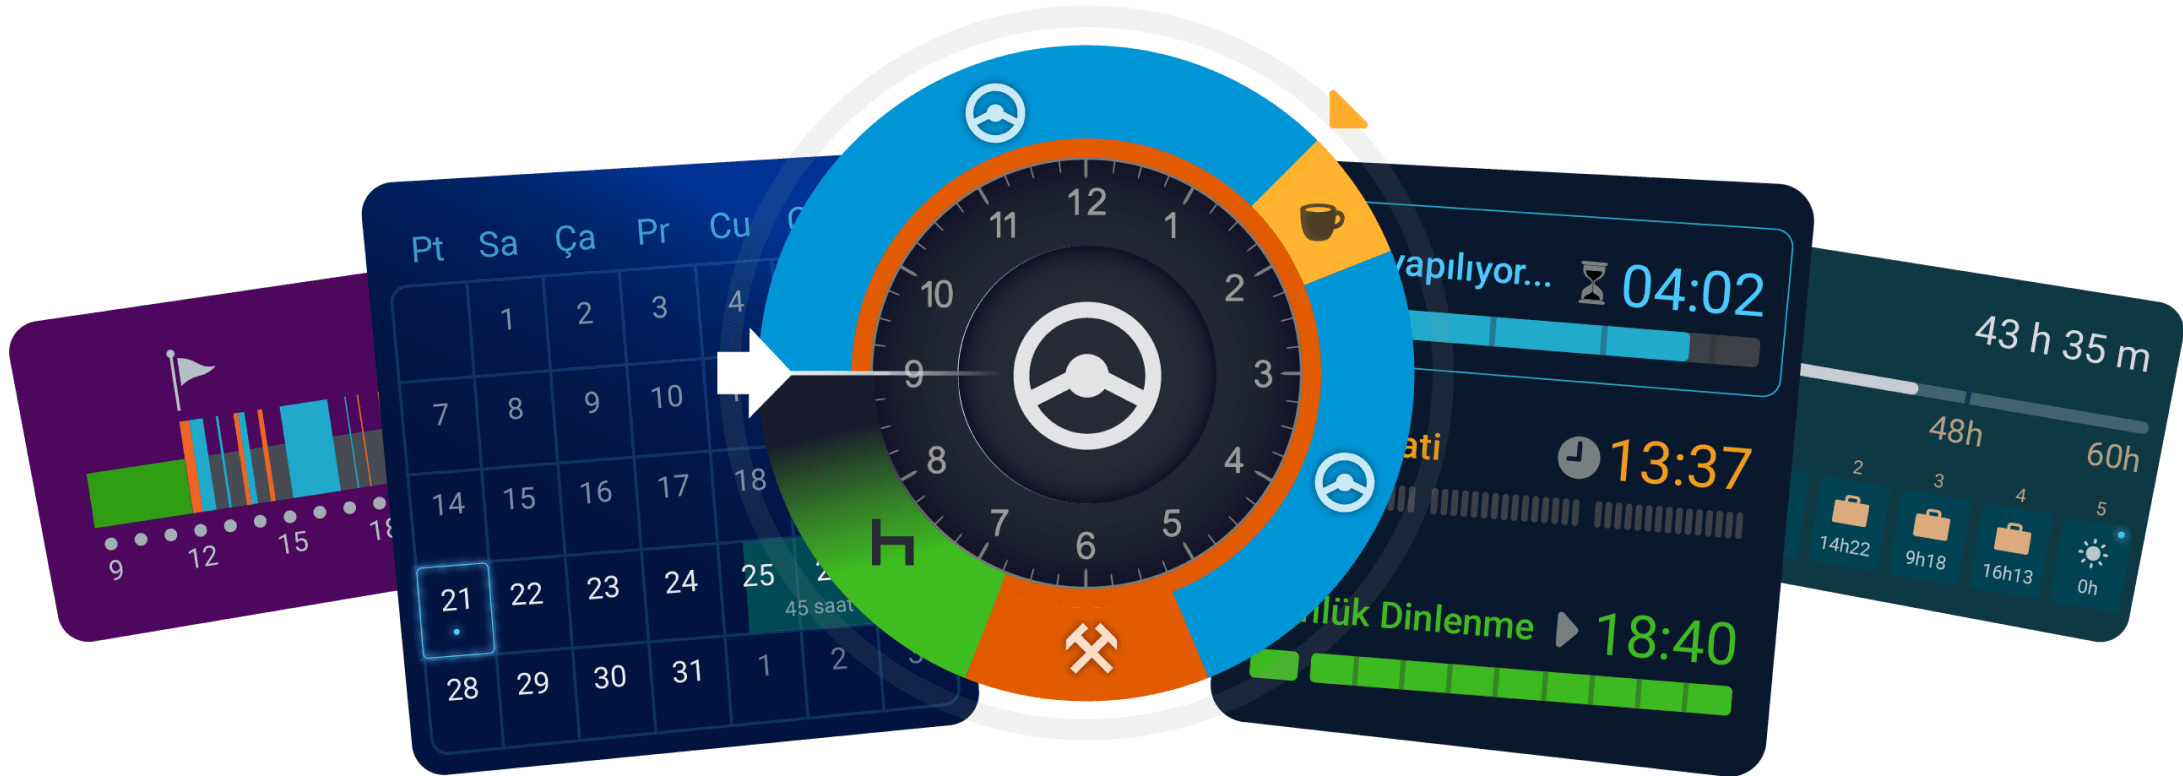 9 12 15 18
Pt Sa Ça Pr Cu
1 2 3 4
7 8 9 10
14 15 16 17 18
21 22 23 24 25
45 saat
28 29 30 31 1 2
12 1 2 3 4 5 6 7 8 9 10 11
yapılıyor... 04:02
13:37
Dinlenme 18:40
43 h 35 m
48h 60h
2 3 4 5
14h22 9h18 16h13 0h